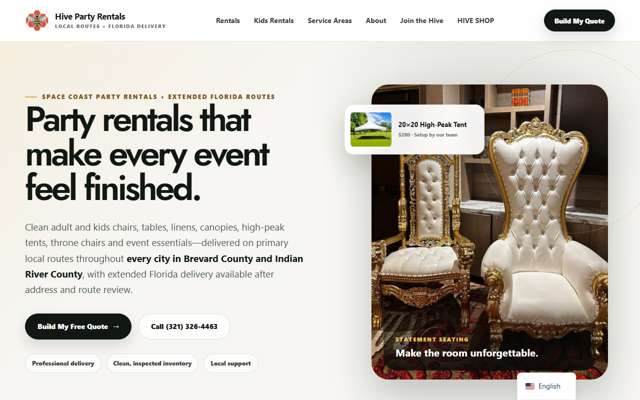 Hive Party Rentals
LOCAL ROUTES • FLORIDA DELIVERY
Rentals
Kids Rentals
Service Areas
About
Join the Hive
HIVE SHOP
Build My Quote
SPACE COAST PARTY RENTALS • EXTENDED FLORIDA ROUTES
Party rentals that
make every event
feel finished.
Clean adult and kids chairs, tables, linens, canopies, high-peak
tents, throne chairs and event essentials—delivered on primary
local routes throughout every city in Brevard County and Indian
River County, with extended Florida delivery available after
address and route review.
Build My Free Quote →
Call (321) 326-4463
Professional delivery
Clean, inspected inventory
Local support
20×20 High-Peak Tent
$280 · Setup by our team
STATEMENT SEATING
Make the room unforgettable.
English